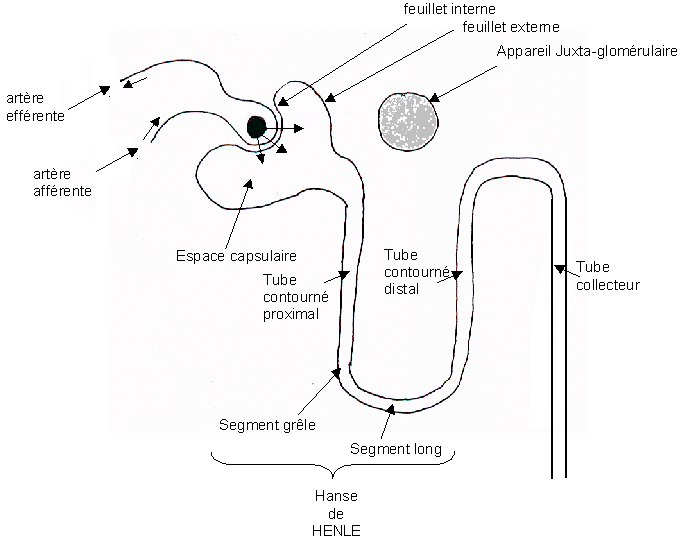 feuillet interne
feuillet externe
Appareil Juxta-glomérulaire
artère
efférente
artère
afférente
Espace capsulaire
Tube
contourné
proximal
Tube
contourné
distal
Tube
collecteur
Segment grêle
Segment long
Hanse
de
HENLE